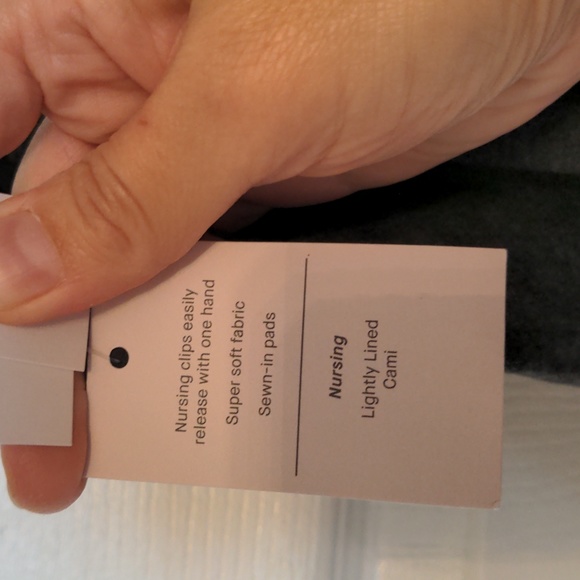 Nursing clips easily
release with one hand
Super soft fabric
Sewn-in pads
Nursing
Lightly Lined
Cami